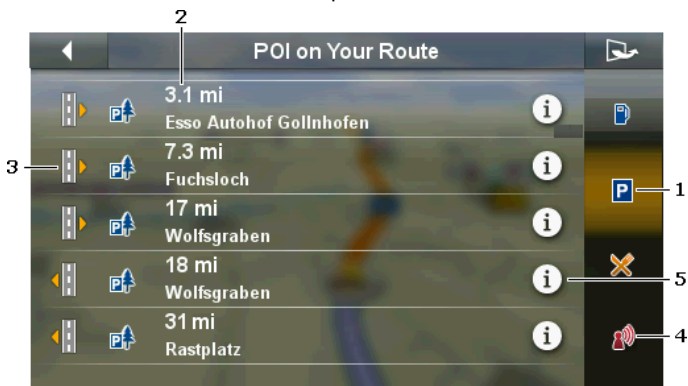 2
POI on Your Route
3.1 mi
Esso Autohof Gollnhofen
i
P
7.3 mi
3
Fuchsloch
i
P
P
1
17 mi
Wolfsgraben
i
P
18 mi
Wolfsgraben
i
P
5
31 mi
Rastplatz
i
P
4